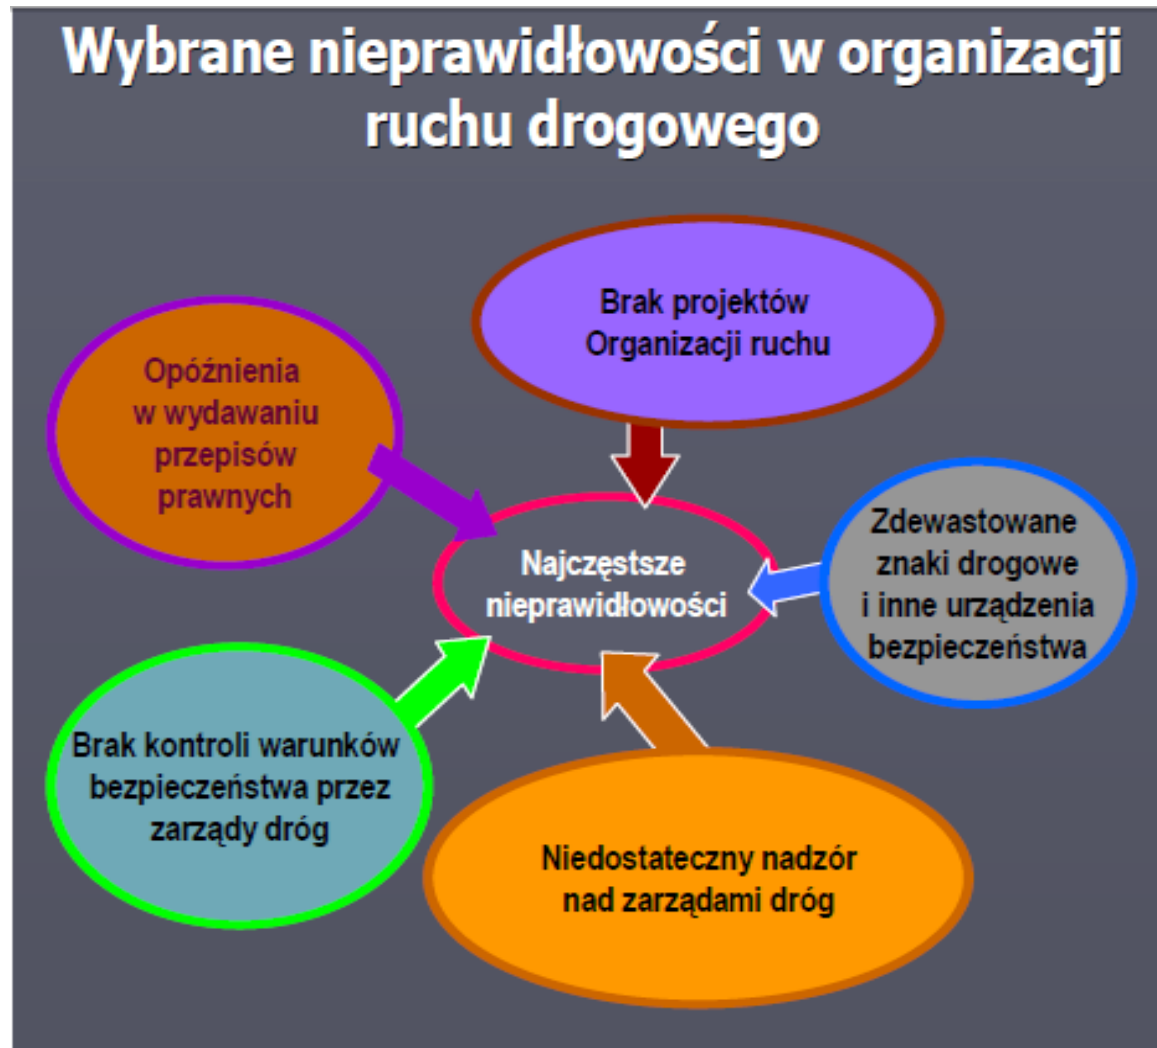 Wybrane nieprawidłowości w organizacji
ruchu drogowego
Brak projektów
Organizacji ruchu
Opóźnienia
w wydawaniu
przepisów
prawnych
Zdewastowane
znaki drogowe
i inne urządzenia
bezpieczeństwa
Najczęstsze
nieprawidłowości
Brak kontroli warunków
bezpieczeństwa przez
zarządy dróg
Niedostateczny nadzór
nad zarządami dróg